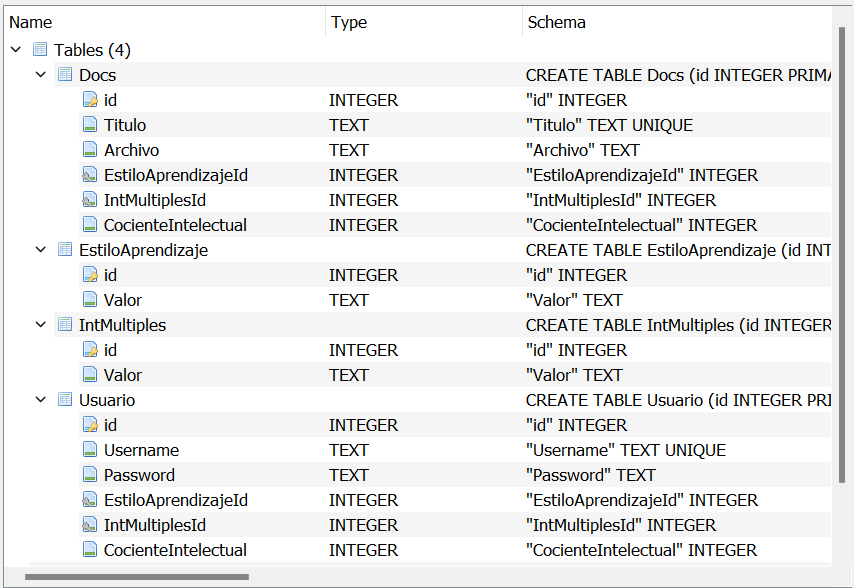 Name Type Schema
Tables (4)
Docs CREATE TABLE Docs (id INTEGER PRIMA
id INTEGER "id" INTEGER
Titulo TEXT "Titulo" TEXT UNIQUE
Archivo TEXT "Archivo" TEXT
EstiloAprendizajeId INTEGER "EstiloAprendizajeId" INTEGER
IntMultiplesId INTEGER "IntMultiplesId" INTEGER
CocienteIntelectual INTEGER "CocienteIntelectual" INTEGER
EstiloAprendizaje CREATE TABLE EstiloAprendizaje (id INT
id INTEGER "id" INTEGER
Valor TEXT "Valor" TEXT
IntMultiples CREATE TABLE IntMultiples (id INTEGER
id INTEGER "id" INTEGER
Valor TEXT "Valor" TEXT
Usuario CREATE TABLE Usuario (id INTEGER PRI
id INTEGER "id" INTEGER
Username TEXT "Username" TEXT UNIQUE
Password TEXT "Password" TEXT
EstiloAprendizajeId INTEGER "EstiloAprendizajeId" INTEGER
IntMultiplesId INTEGER "IntMultiplesId" INTEGER
CocienteIntelectual INTEGER "CocienteIntelectual" INTEGER